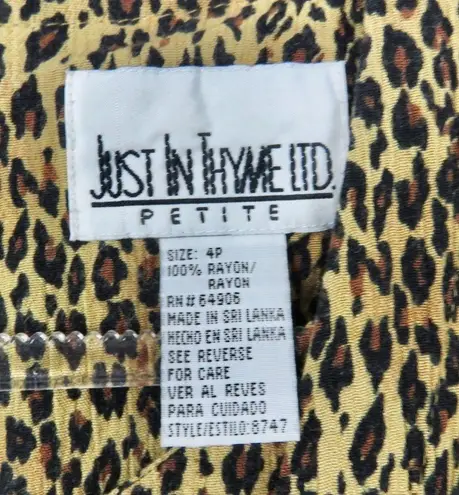 JUST IN THYME LTD.
PETITE
SIZE: 4P
100% RAYON/
RAYON
RN# 64906
MADE IN SRI LANKA
HECHO EN SRI LANKA
SEE REVERSE
FOR CARE
VER AL REVES
PARA CUIDADO
STYLE/ESTILO:8747